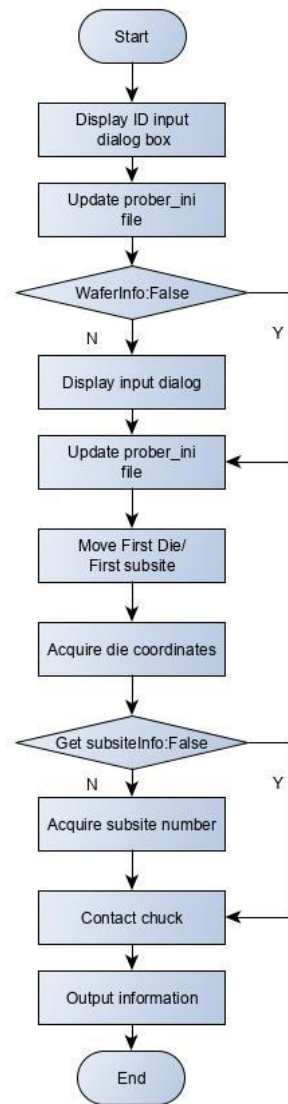 Start
Display ID input
dialog box
Update prober_ini
file
WaferInfo:False
N
Y
Display input dialog
Update prober_ini
file
Move First Die/
First subsite
Acquire die coordinates
Get subsiteInfo:False
N
Y
Acquire subsite number
Contact chuck
Output information
End